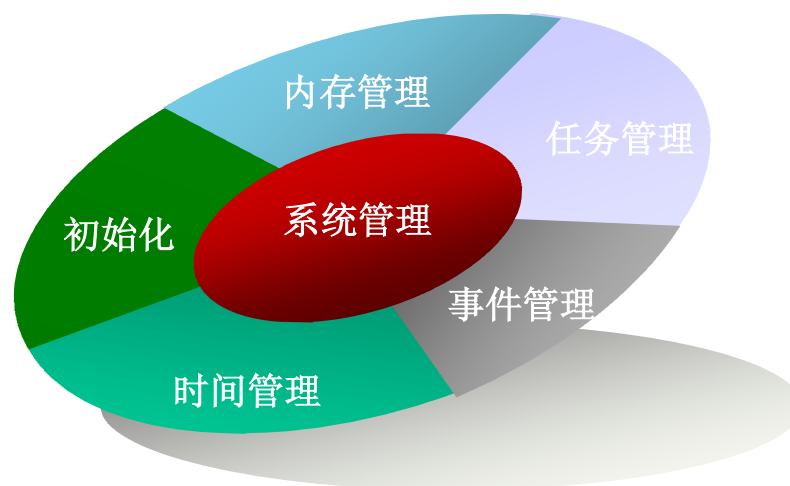 内存管理
任务管理
系统管理
初始化
事件管理
时间管理